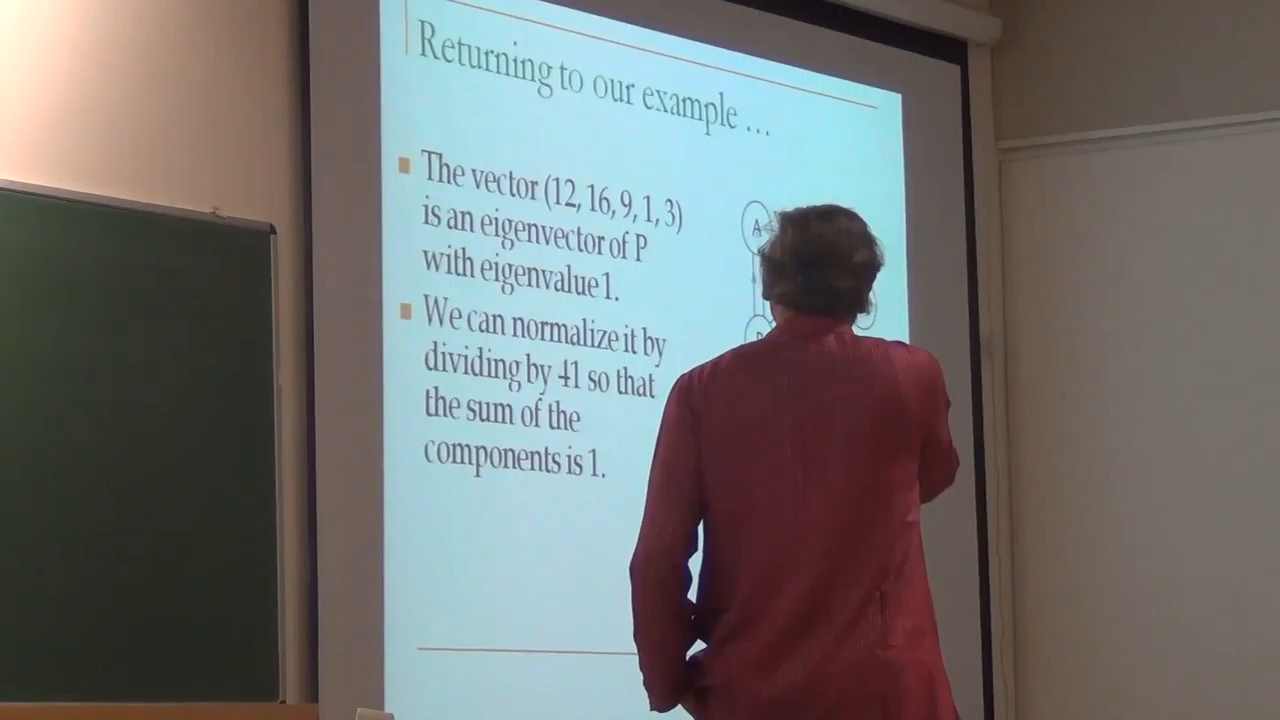 Returning to our example ...
The vector (12, 16, 9, 1, 3)
is an eigenvector of P
with eigenvalue 1.
We can normalize it by
dividing by 41 so that
the sum of the
components is 1.
A